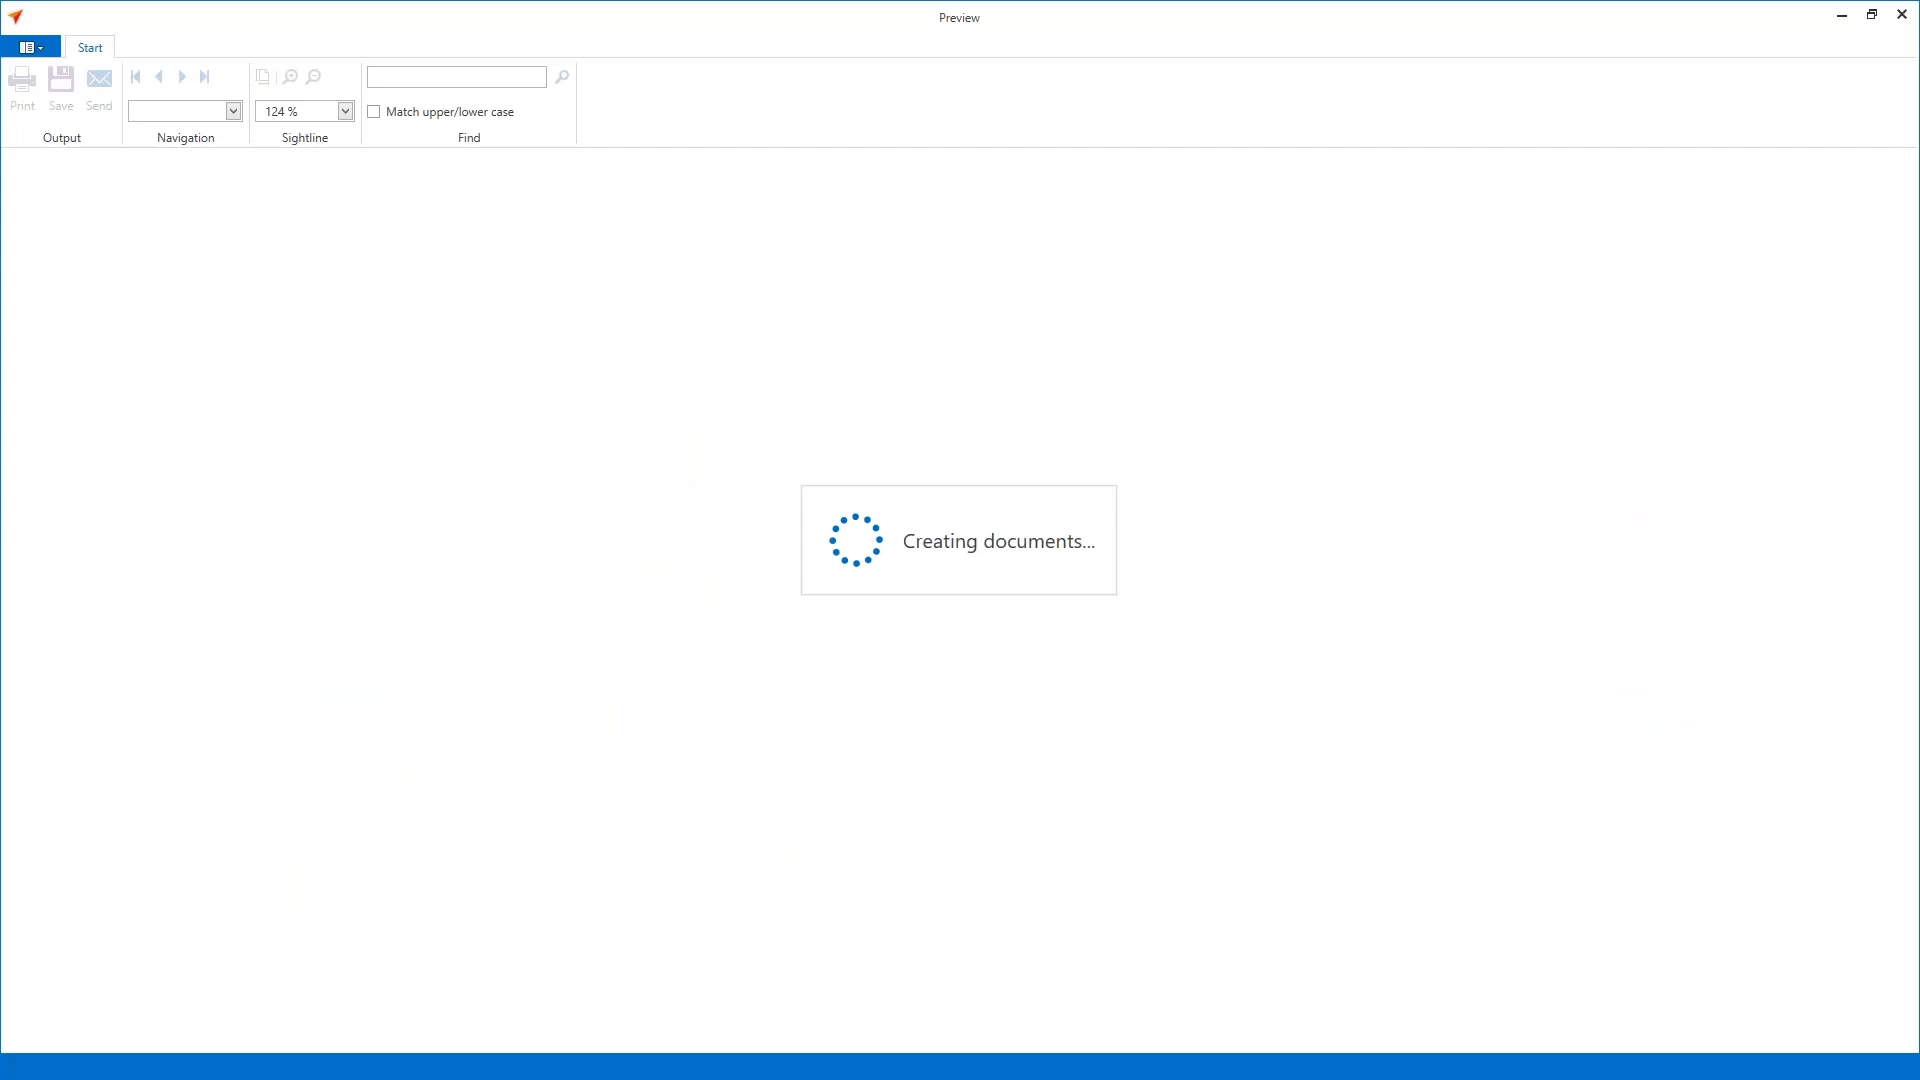 Preview
Start
Print Save Send
124 %
Match upper/lower case
Output Navigation Sightline Find
Creating documents...